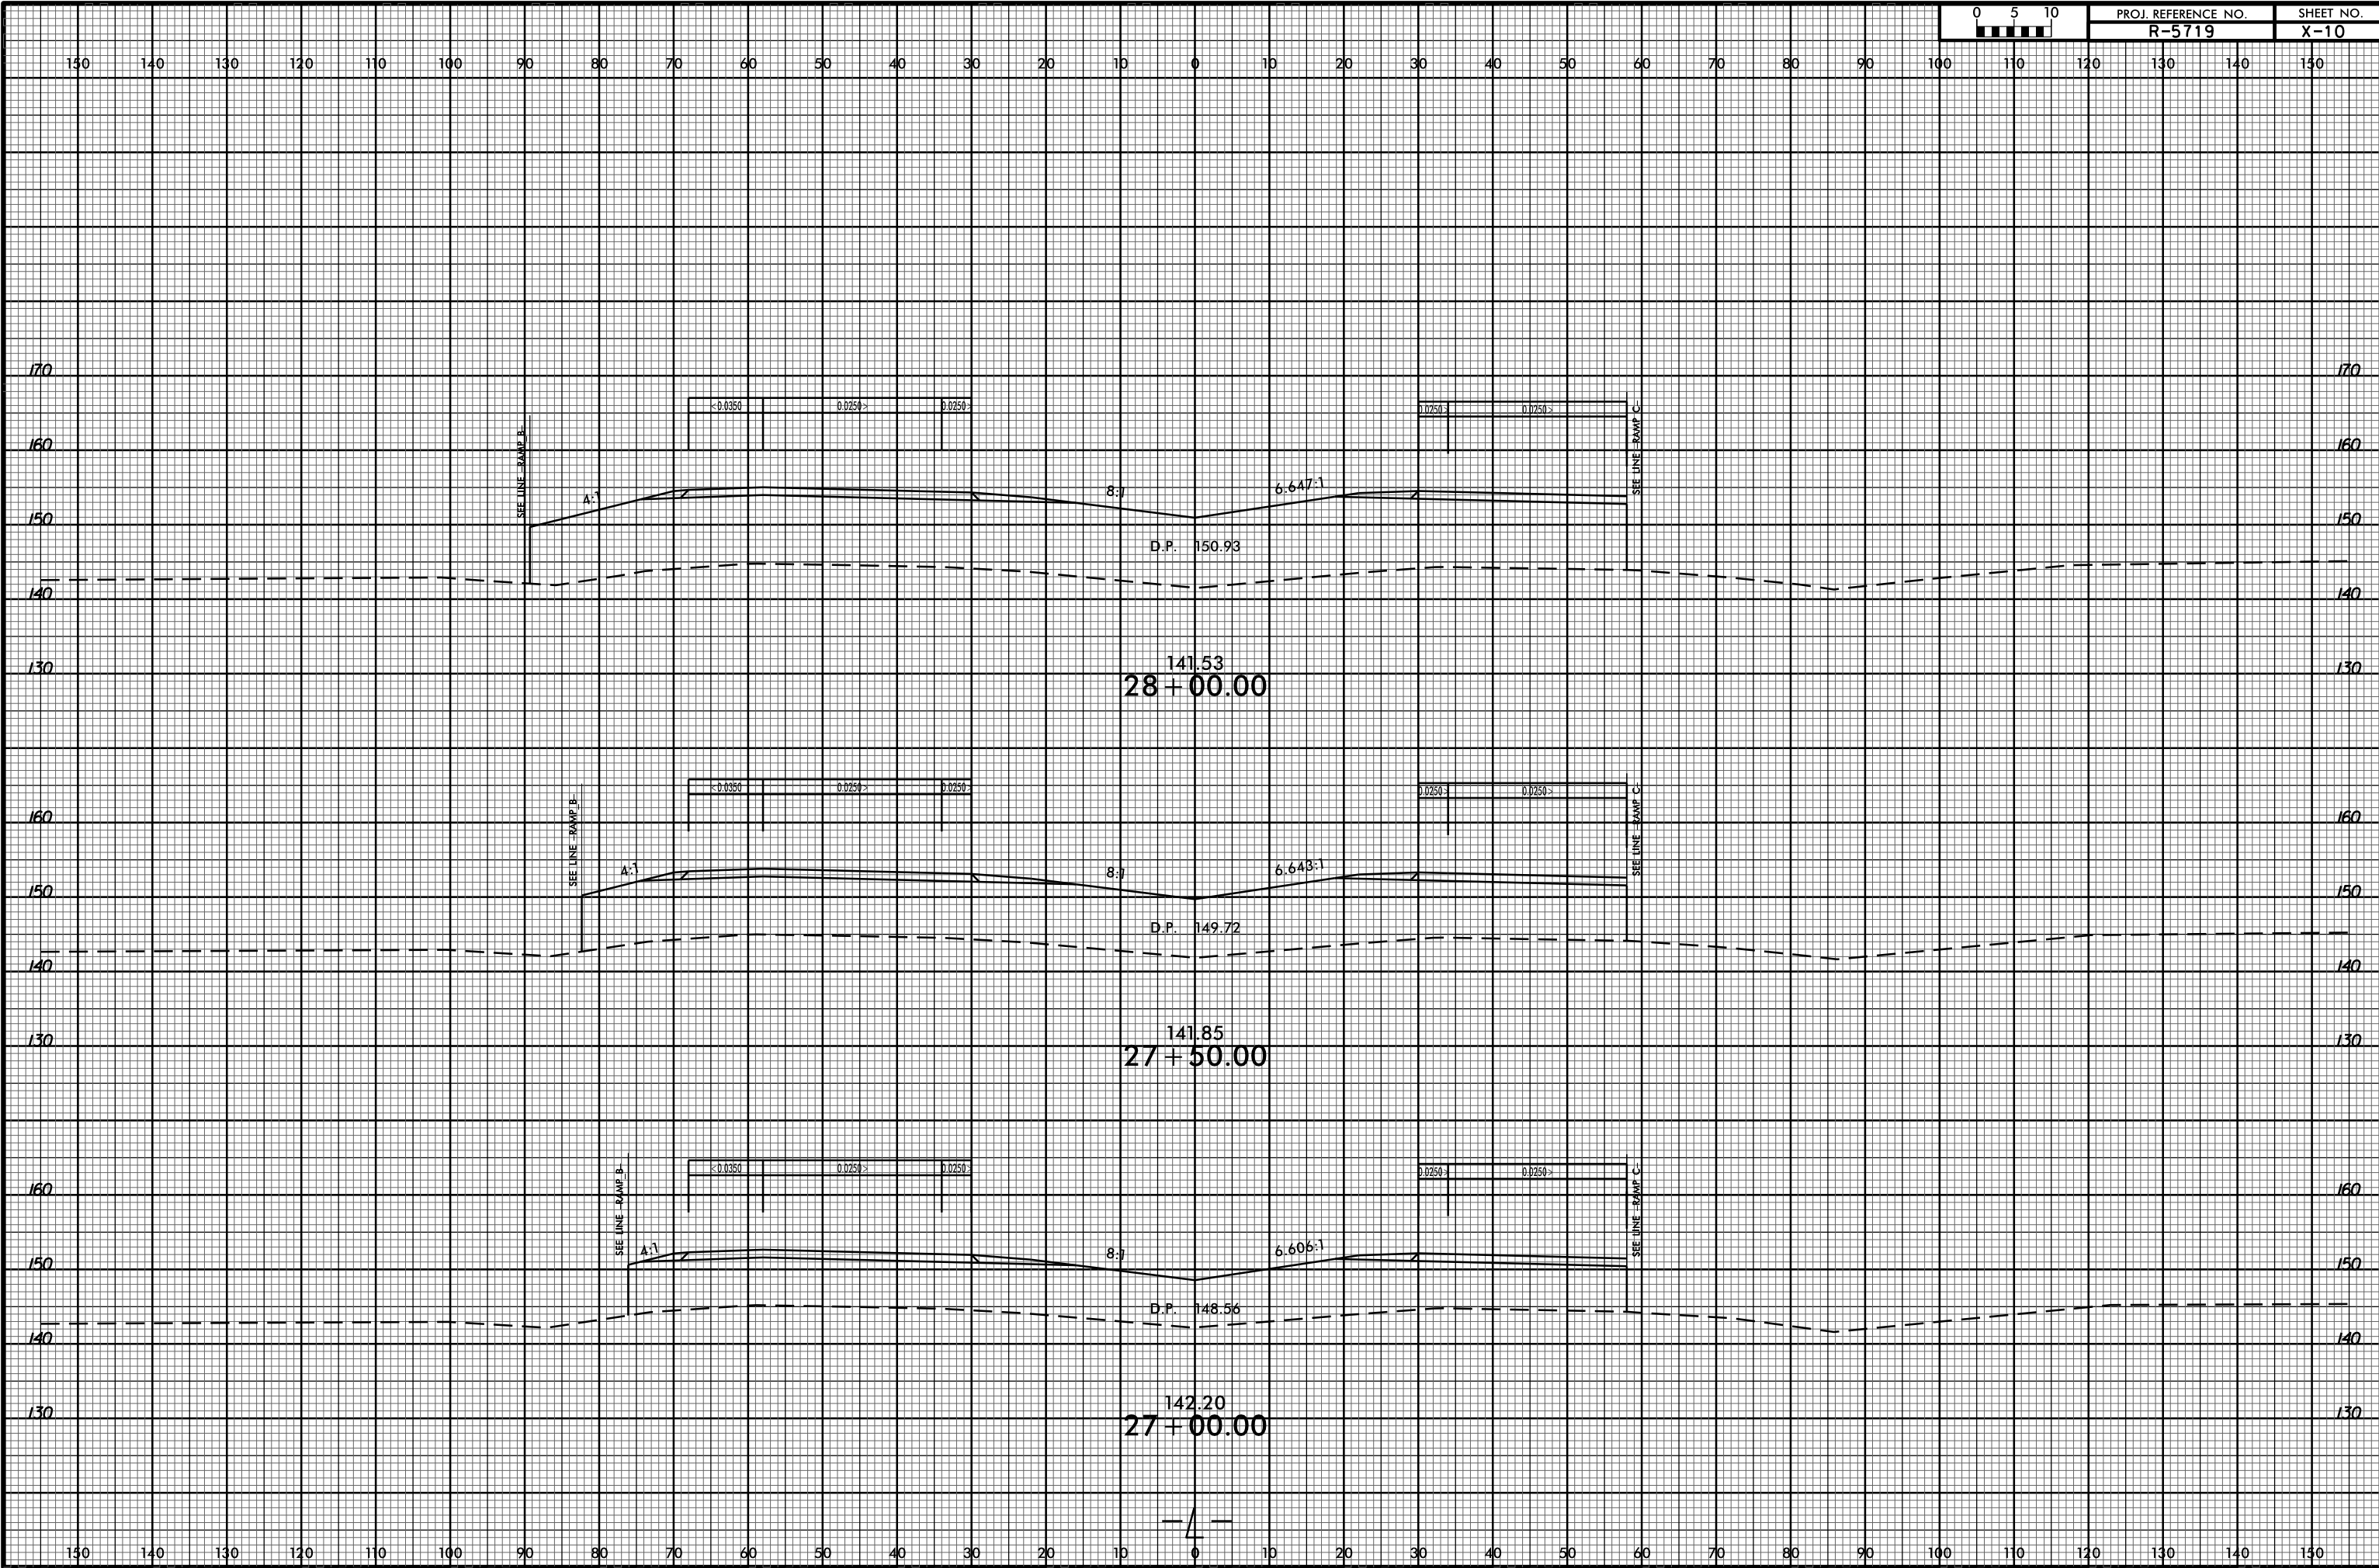 0 5 10
PROJ. REFERENCE NO. SHEET NO.
R-5719 X-10
150 140 130 120 110 100 90 80 70 60 50 40 30 20 10 0 10 20 30 40 50 60 70 80 90 100 110 120 130 140 150
170 170
<0.0350 0.0250> 0.0250> 0.0250> 0.0250>
SEE LINE -RAMP_B- SEE LINE -RAMP C-
160 160
4:1 8:1 6.647:1
150 150
D.P. 150.93
140 140
130 141.53 130
28+00.00
<0.0350 0.0250> 0.0250> 0.0250> 0.0250>
SEE LINE -RAMP_B- SEE LINE -RAMP C-
160 160
4:1 8:1 6.643:1
150 150
D.P. 149.72
140 140
130 141.85 130
27+50.00
<0.0350 0.0250> 0.0250> 0.0250> 0.0250>
SEE LINE -RAMP_B- SEE LINE -RAMP C-
160 160
4:1 8:1 6.606:1
150 150
D.P. 148.56
140 140
142.20
130 130
27+00.00
-L-
150 140 130 120 110 100 90 80 70 60 50 40 30 20 10 0 10 20 30 40 50 60 70 80 90 100 110 120 130 140 150